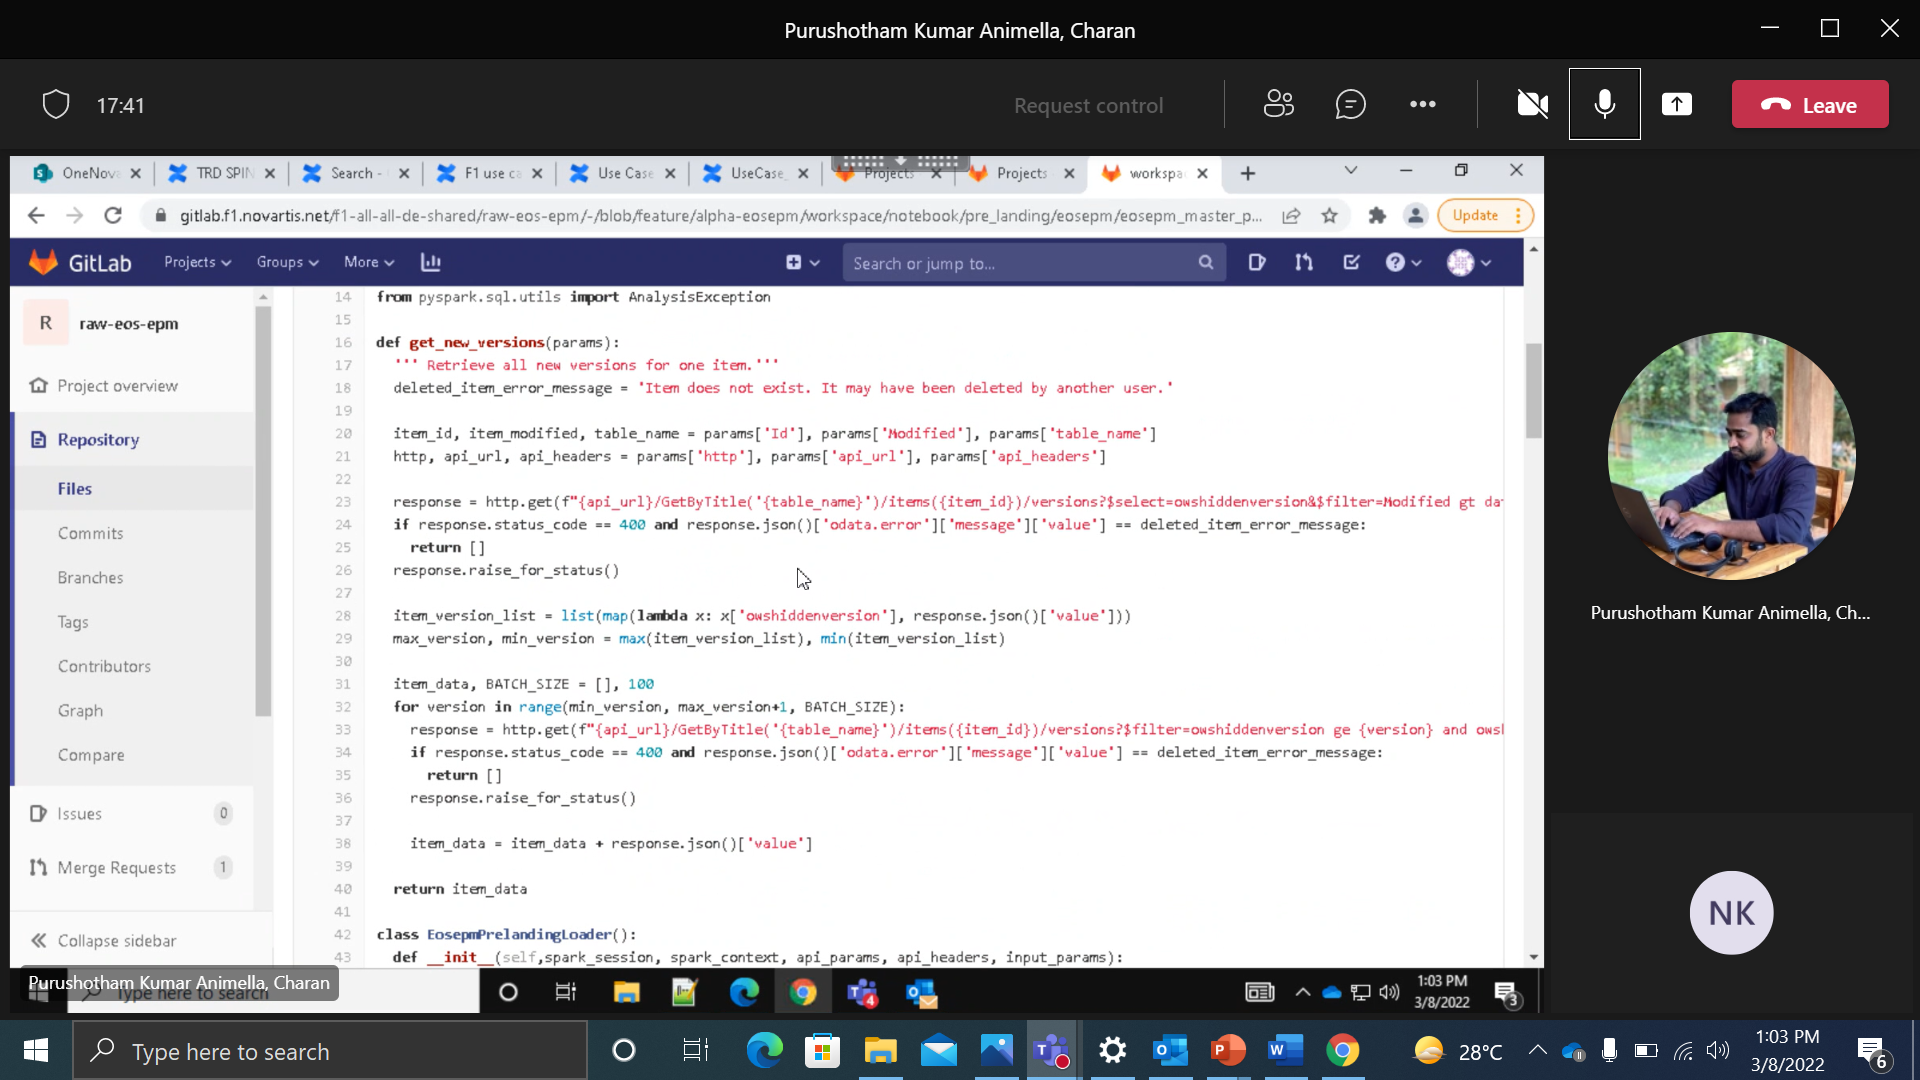 Purushotham Kumar Animella, Charan
17:41
Request control
Leave
OneNova
TRD SPIN
Search -
F1 use ca
Use Case
UseCase_
Projects
Projects
workspa
gitlab.f1.novartis.net/f1-all-all-de-shared/raw-eos-epm/-/blob/feature/alpha-eosepm/workspace/notebook/pre_landing/eosepm/eosepm_master_p...
Update
GitLab
Projects
Groups
More
Search or jump to...
R
raw-eos-epm
Project overview
Repository
Files
Commits
Branches
Tags
Contributors
Graph
Compare
Issues 0
Merge Requests 1
Collapse sidebar
14 from pyspark.sql.utils import AnalysisException
15
16 def get_new_versions(params):
17 ''' Retrieve all new versions for one item.'''
18 deleted_item_error_message = 'Item does not exist. It may have been deleted by another user.'
19
20 item_id, item_modified, table_name = params['Id'], params['Modified'], params['table_name']
21 http, api_url, api_headers = params['http'], params['api_url'], params['api_headers']
22
23 response = http.get(f"{api_url}/GetByTitle('{table_name}')/items({item_id})/versions?$select=owshiddenversion&$filter=Modified gt dat
24 if response.status_code == 400 and response.json()['odata.error']['message']['value'] == deleted_item_error_message:
25 return []
26 response.raise_for_status()
27
28 item_version_list = list(map(lambda x: x['owshiddenversion'], response.json()['value']))
29 max_version, min_version = max(item_version_list), min(item_version_list)
30
31 item_data, BATCH_SIZE = [], 100
32 for version in range(min_version, max_version+1, BATCH_SIZE):
33 response = http.get(f"{api_url}/GetByTitle('{table_name}')/items({item_id})/versions?$filter=owshiddenversion ge {version} and owsh
34 if response.status_code == 400 and response.json()['odata.error']['message']['value'] == deleted_item_error_message:
35 return []
36 response.raise_for_status()
37
38 item_data = item_data + response.json()['value']
39
40 return item_data
41
42 class EosepmPrelandingLoader():
43 def __init__(self,spark_session, spark_context, api_params, api_headers, input_params):
Purushotham Kumar Animella, Charan
Type here to search
4
1:03 PM
3/8/2022
3
Purushotham Kumar Animella, Ch...
NK
Type here to search
28°C
1:03 PM
3/8/2022
6